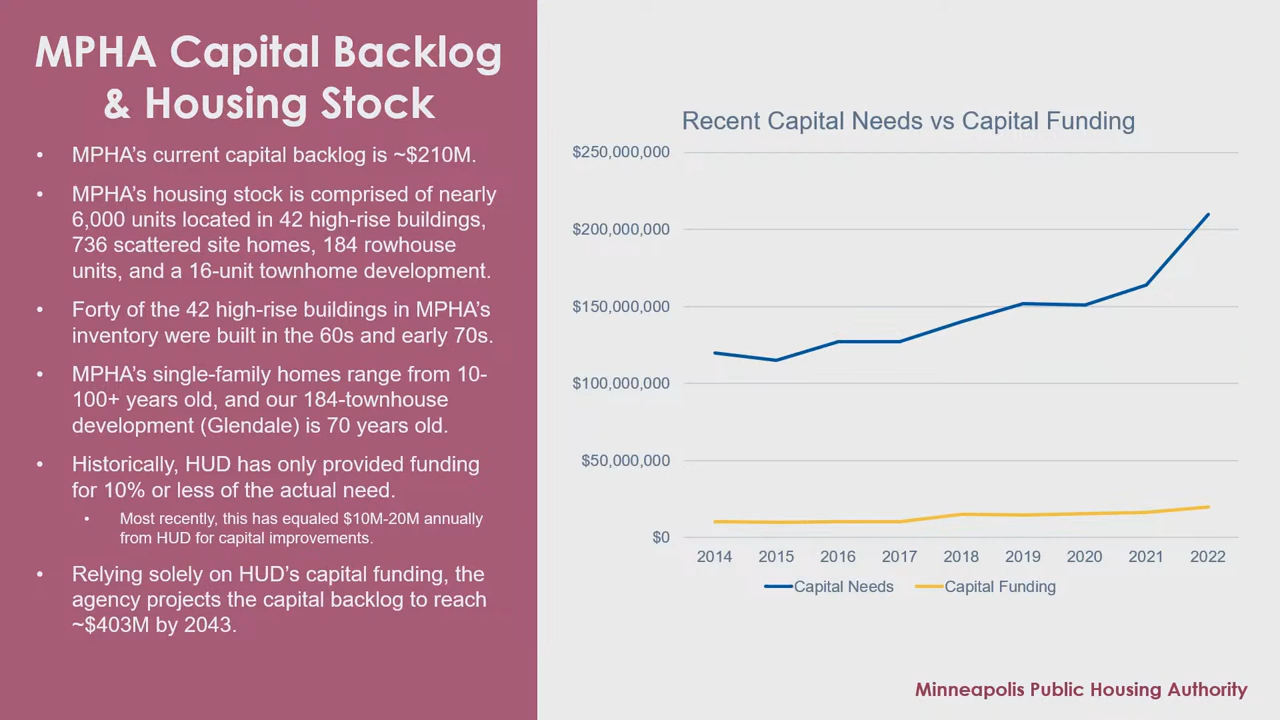 MPHA Capital Backlog
& Housing Stock
• MPHA's current capital backlog is ~$210M.
• MPHA's housing stock is comprised of nearly
6,000 units located in 42 high-rise buildings,
736 scattered site homes, 184 rowhouse
units, and a 16-unit townhome development.
• Forty of the 42 high-rise buildings in MPHA's
inventory were built in the 60s and early 70s.
• MPHA's single-family homes range from 10-
100+ years old, and our 184-townhouse
development (Glendale) is 70 years old.
• Historically, HUD has only provided funding
for 10% or less of the actual need.
• Most recently, this has equaled $10M-20M annually
from HUD for capital improvements.
• Relying solely on HUD's capital funding, the
agency projects the capital backlog to reach
~$403M by 2043.
Recent Capital Needs vs Capital Funding
$250,000,000
$200,000,000
$150,000,000
$100,000,000
$50,000,000
$0
2014 2015 2016 2017 2018 2019 2020 2021 2022
Capital Needs Capital Funding
Minneapolis Public Housing Authority